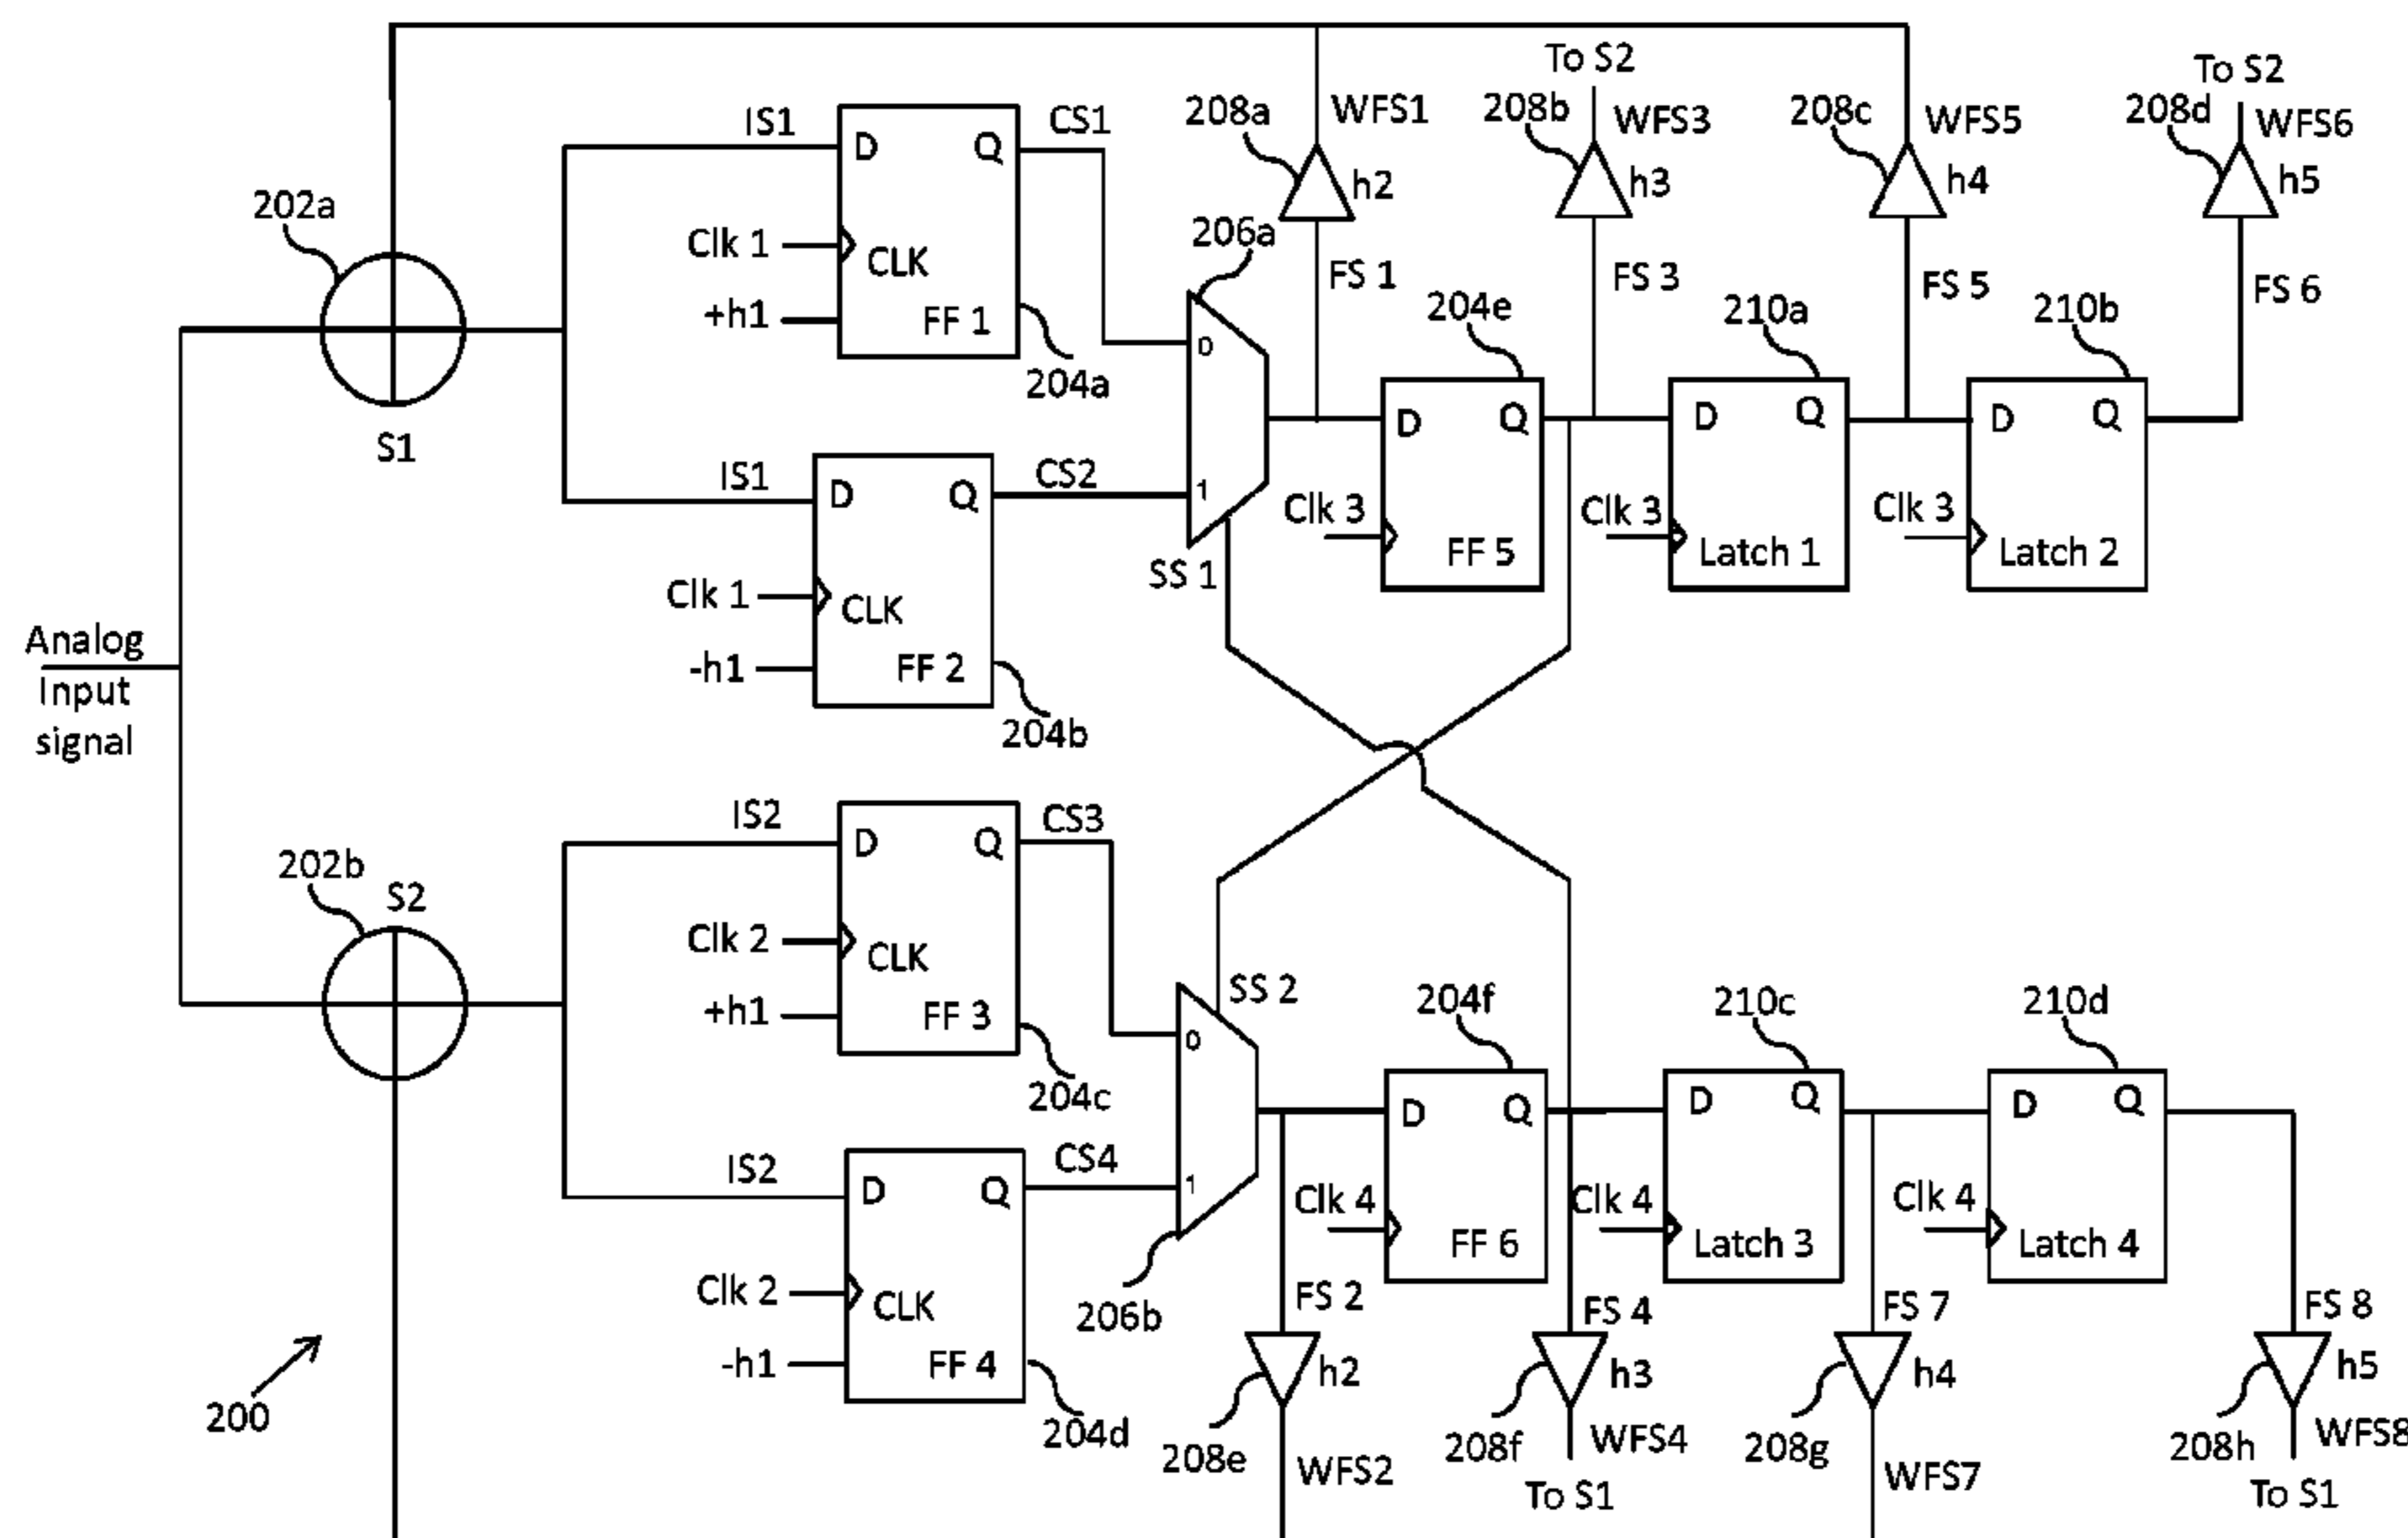 To S2
To S2
208a
WFS1
208b
WFS3
208c
WFS5
208d
WFS6
IS1
D
Q
CS1
h2
h3
h4
h5
202a
Clk 1
CLK
206a
FS 1
FS 3
FS 5
FS 6
+h1
FF 1
204a
0
204e
210a
210b
S1
IS1
D
Q
CS2
1
D
Q
D
Q
D
Q
Clk 3
FF 5
Clk 3
Latch 1
Clk 3
Latch 2
SS 1
Clk 1
CLK
-h1
FF 2
204b
Analog
Input
signal
IS2
D
Q
CS3
202b
S2
Clk 2
CLK
+h1
FF 3
204c
SS 2
0
204f
210c
210d
IS2
D
Q
CS4
1
D
Q
D
Q
D
Q
Clk 4
FF 6
Clk 4
Latch 3
Clk 4
Latch 4
Clk 2
CLK
-h1
FF 4
204d
206b
FS 2
FS 4
FS 7
FS 8
h2
h3
h4
h5
200
208e
WFS2
208f
WFS4
208g
WFS7
208h
WFS8
To S1
To S1